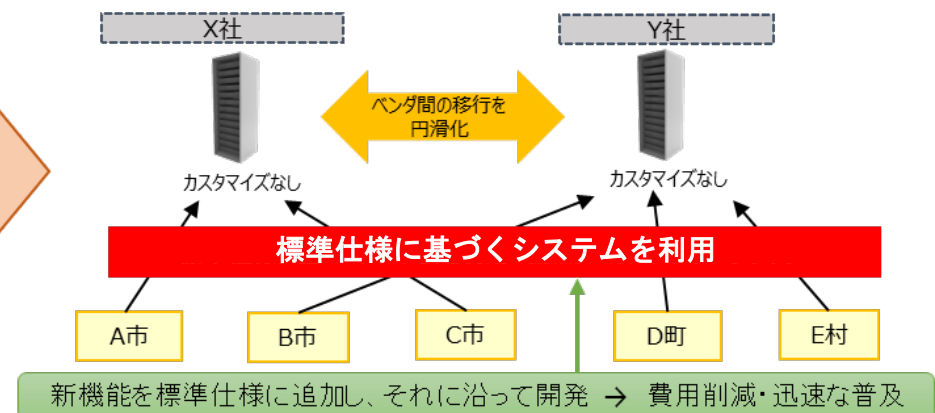 X社
Y社
ベンダ間の移行を
円滑化
カスタマイズなし
カスタマイズなし
標準仕様に基づくシステムを利用
A市
B市
C市
D町
E村
新機能を標準仕様に追加し、それに沿って開発 → 費用削減・迅速な普及